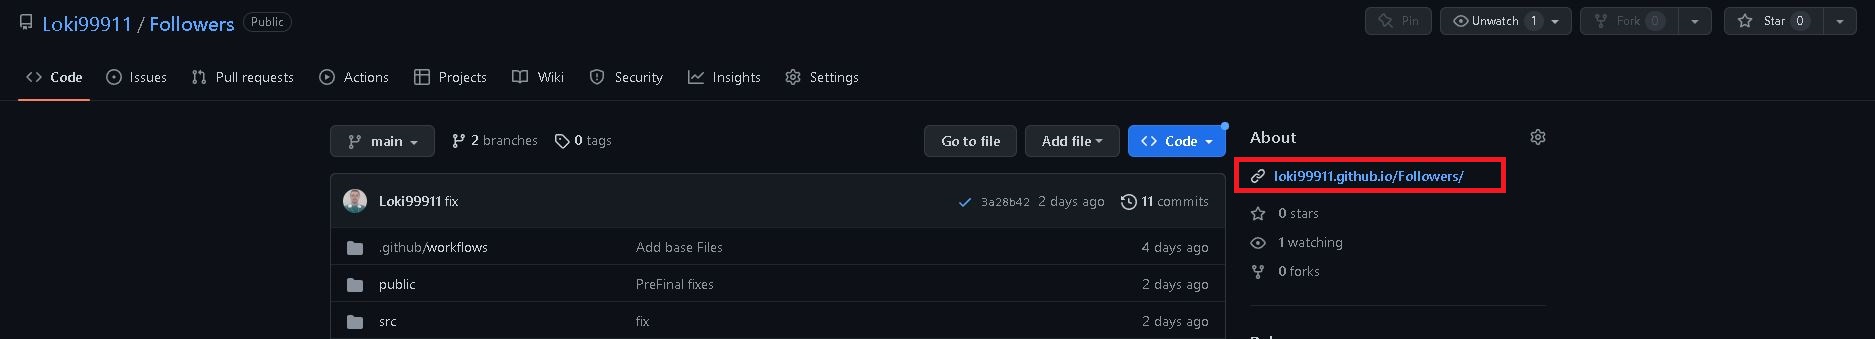 Loki99911 / Followers Public
Pin Unwatch 1 Fork 0 Star 0
Code Issues Pull requests Actions Projects Wiki Security Insights Settings
main 2 branches 0 tags Go to file Add file Code
About
loki99911.github.io/Followers/
Loki99911 fix 3a28b42 2 days ago 11 commits
0 stars
.github/workflows Add base Files 4 days ago
1 watching
public PreFinal fixes 2 days ago
0 forks
src fix 2 days ago